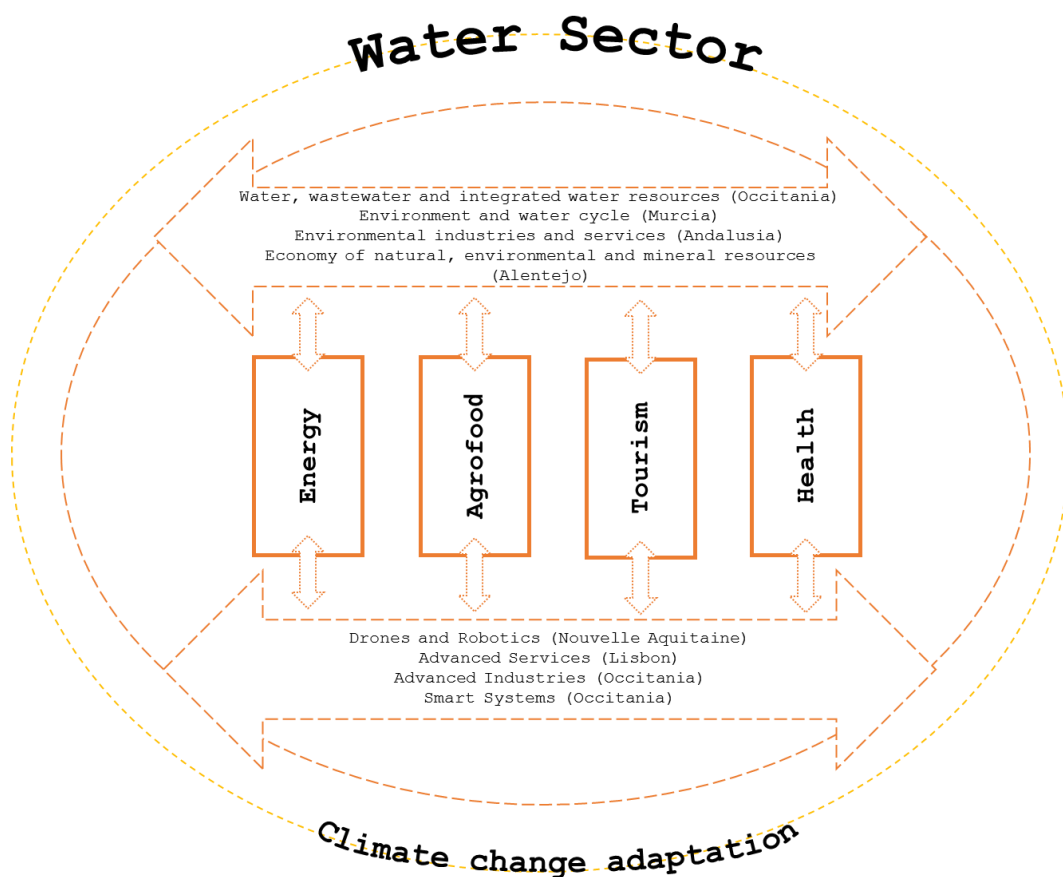 Water Sector
Water, wastewater and integrated water resources (Occitania)
Environment and water cycle (Murcia)
Environmental industries and services (Andalusia)
Economy of natural, environmental and mineral resources
(Alentejo)
Energy
Agrofood
Tourism
Health
Drones and Robotics (Nouvelle Aquitaine)
Advanced Services (Lisbon)
Advanced Industries (Occitania)
Smart Systems (Occitania)
Climate change adaptation